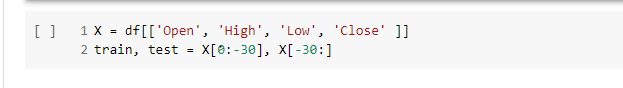 [ ] 1 X = df[['Open', 'High', 'Low', 'Close' ]]
2 train, test = X[0:-30], X[-30:]